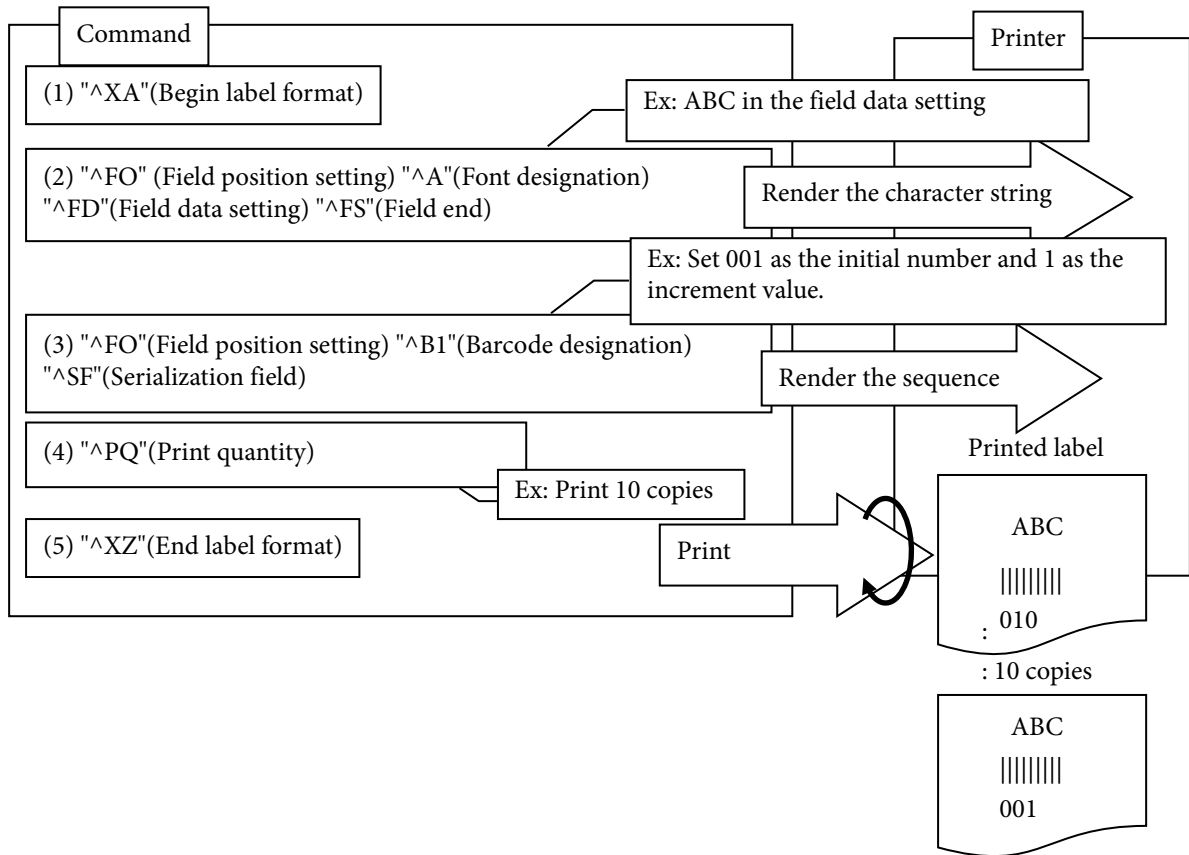 Command
Printer
(1) "^XA"(Begin label format)
Ex: ABC in the field data setting
(2) "^FO" (Field position setting) "^A"(Font designation)
"^FD"(Field data setting) "^FS"(Field end)
Render the character string
Ex: Set 001 as the initial number and 1 as the
increment value.
(3) "^FO"(Field position setting) "^B1"(Barcode designation)
"^SF"(Serialization field)
Render the sequence
(4) "^PQ"(Print quantity)
Ex: Print 10 copies
(5) "^XZ"(End label format)
Print
Printed label
ABC
|||||||||
010
:
: 10 copies
ABC
|||||||||
001